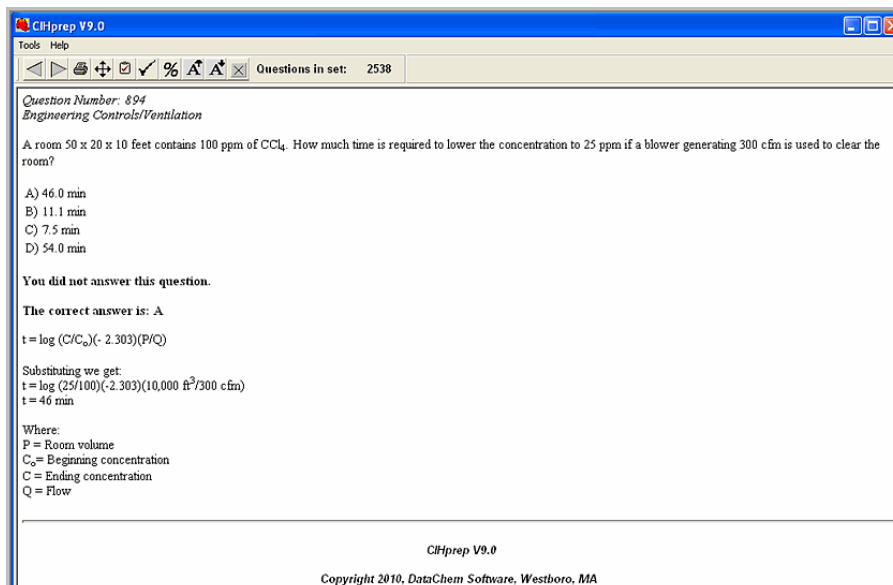 CIHprep V9.0
Tools Help
% A A Questions in set: 2538
Question Number: 894
Engineering Controls/Ventilation
A room 50 x 20 x 10 feet contains 100 ppm of CCl₄. How much time is required to lower the concentration to 25 ppm if a blower generating 300 cfm is used to clear the
room?
A) 46.0 min
B) 11.1 min
C) 7.5 min
D) 54.0 min
You did not answer this question.
The correct answer is: A
t = log (C/Cₒ)(- 2.303)(P/Q)
Substituting we get:
t = log (25/100)(-2.303)(10,000 ft³/300 cfm)
t = 46 min
Where:
P = Room volume
Cₒ= Beginning concentration
C = Ending concentration
Q = Flow
CIHprep V9.0
Copyright 2010, DataChem Software, Westboro, MA